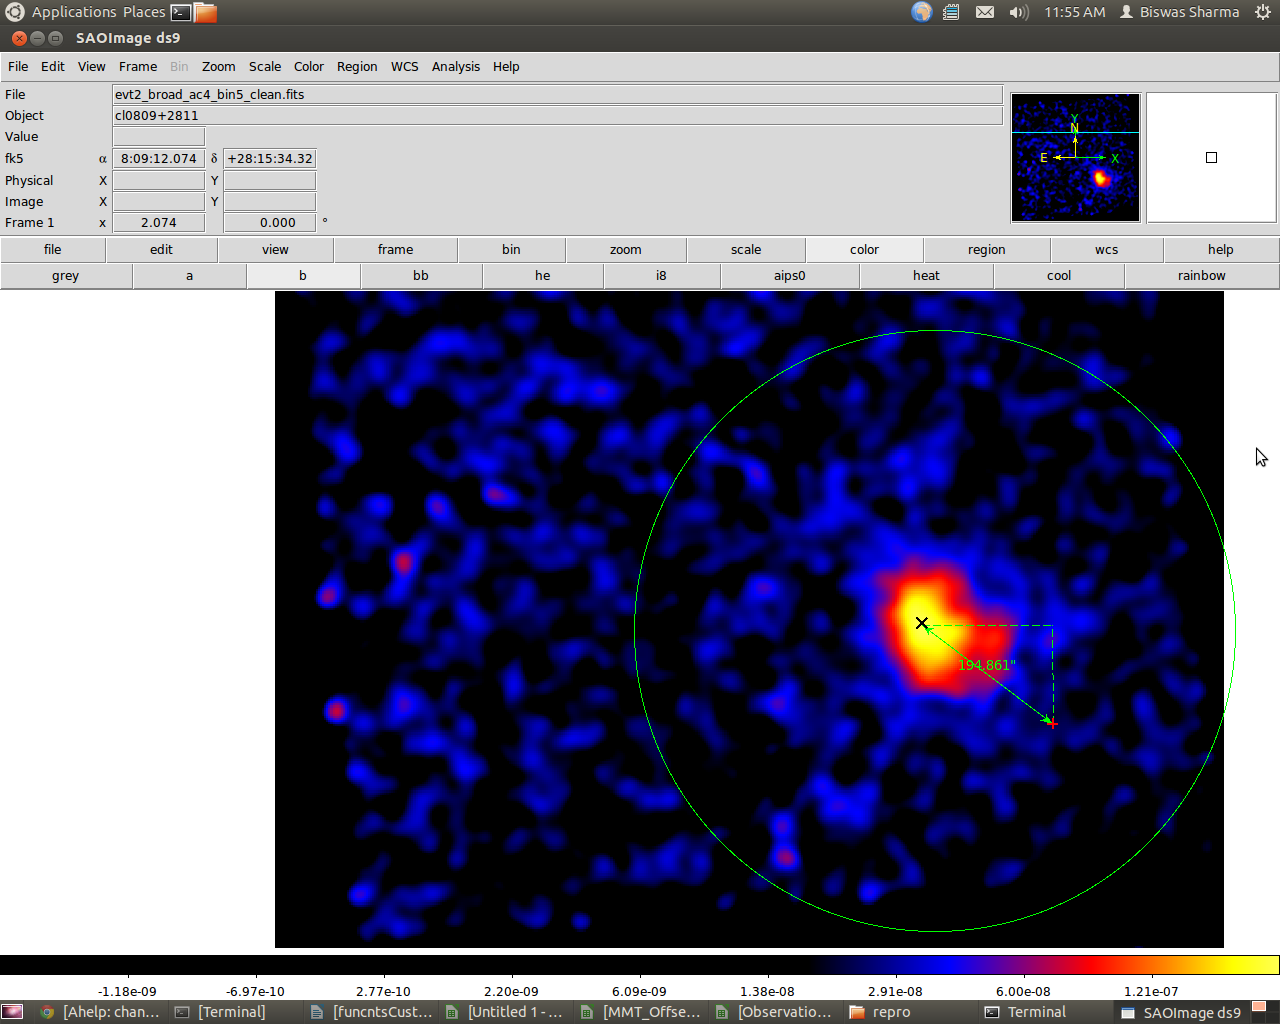 Applications Places 11:55 AM Biswas Sharma
SAOImage ds9
File Edit View Frame Bin Zoom Scale Color Region WCS Analysis Help
File evt2_broad_ac4_bin5_clean.fits
Object cl0809+2811
Value
fk5 α 8:09:12.074 δ +28:15:34.32
Physical X Y
Image X Y
Frame 1 x 2.074 0.000 °
Y
N
E X
file edit view frame bin zoom scale color region wcs help
grey a b bb he i8 aips0 heat cool rainbow
194.861"
-1.18e-09 -6.97e-10 2.77e-10 2.20e-09 6.09e-09 1.38e-08 2.91e-08 6.00e-08 1.21e-07
[Ahelp: chan... [Terminal] [FuncntsCust... [Untitled 1 - ... [MMT_Offse... [Observatio... repro Terminal SAOImage ds9